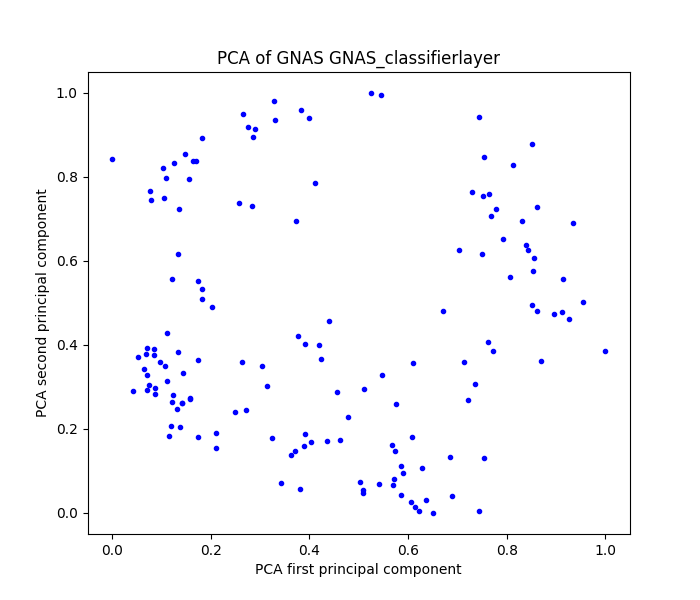 PCA of GNAS GNAS_classifierlayer
1.0
0.8
0.6
0.4
0.2
0.0
PCA second principal component
0.0 0.2 0.4 0.6 0.8 1.0
PCA first principal component